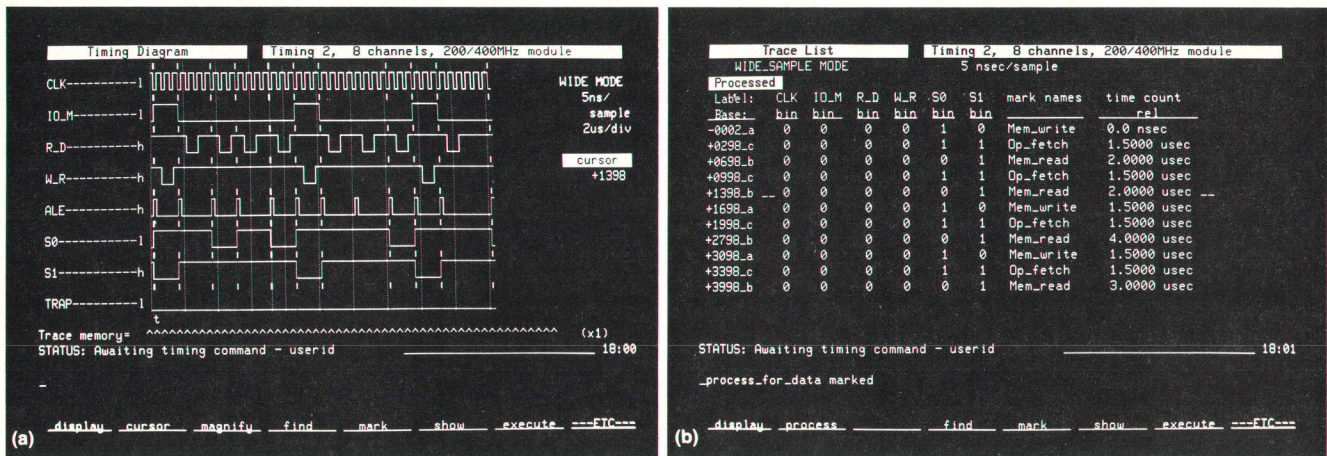 Timing Diagram Timing 2, 8 channels, 200/400MHz module
CLK-----------l
IO_M----------l
R_D-----------h
W_R-----------h
ALE-----------h
S0------------l
S1------------h
TRAP----------l
WIDE MODE
5ns/
sample
2us/div
cursor
+1398
t
Trace memory= ^^^^^^^^^^^^^^^^^^^^^^^^^^^^^^^^^^^^^^^^^^^^^^^^^^^^^^^^^^^^ (x1)
STATUS: Awaiting timing command - userid 18:00
_
display cursor magnify find mark show execute ---ETC---
(a)
Trace List Timing 2, 8 channels, 200/400MHz module
WIDE_SAMPLE MODE 5 nsec/sample
Processed
Label: CLK IO_M R_D W_R S0 S1 mark names time count
Base: bin bin bin bin bin bin rel
-0002_a 0 0 0 0 1 0 Mem_write 0.0 nsec
+0298_c 0 0 0 0 1 1 Op_fetch 1.5000 usec
+0698_b 0 0 0 0 0 1 Mem_read 2.0000 usec
+0998_c 0 0 0 0 1 1 Op_fetch 1.5000 usec
+1398_b __ 0 0 0 0 0 1 Mem_read 2.0000 usec __
+1698_a 0 0 0 0 1 0 Mem_write 1.5000 usec
+1998_c 0 0 0 0 1 1 Op_fetch 1.5000 usec
+2798_b 0 0 0 0 0 1 Mem_read 4.0000 usec
+3098_a 0 0 0 0 1 0 Mem_write 1.5000 usec
+3398_c 0 0 0 0 1 1 Op_fetch 1.5000 usec
+3998_b 0 0 0 0 0 1 Mem_read 3.0000 usec
STATUS: Awaiting timing command - userid 18:01
_process_for_data marked
display process find mark show execute ---ETC---
(b)